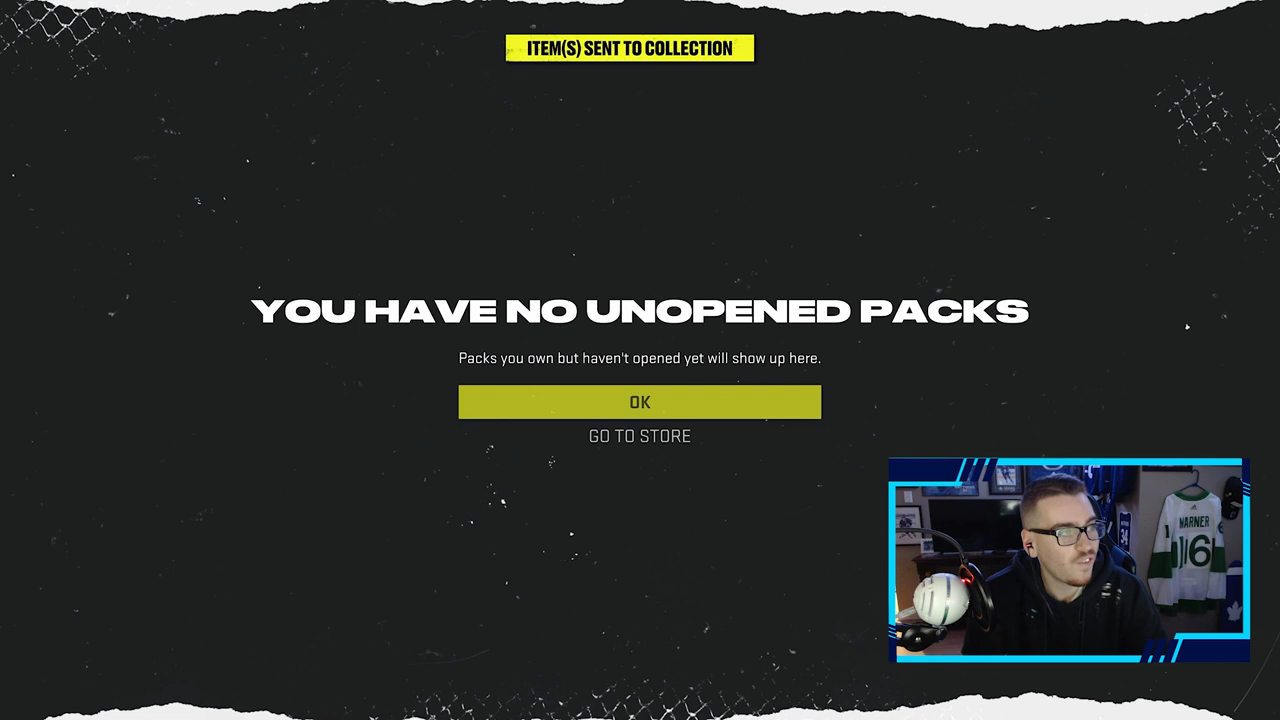 ITEM(S) SENT TO COLLECTION
YOU HAVE NO UNOPENED PACKS
Packs you own but haven't opened yet will show up here.
OK
GO TO STORE
MARNER
16
34